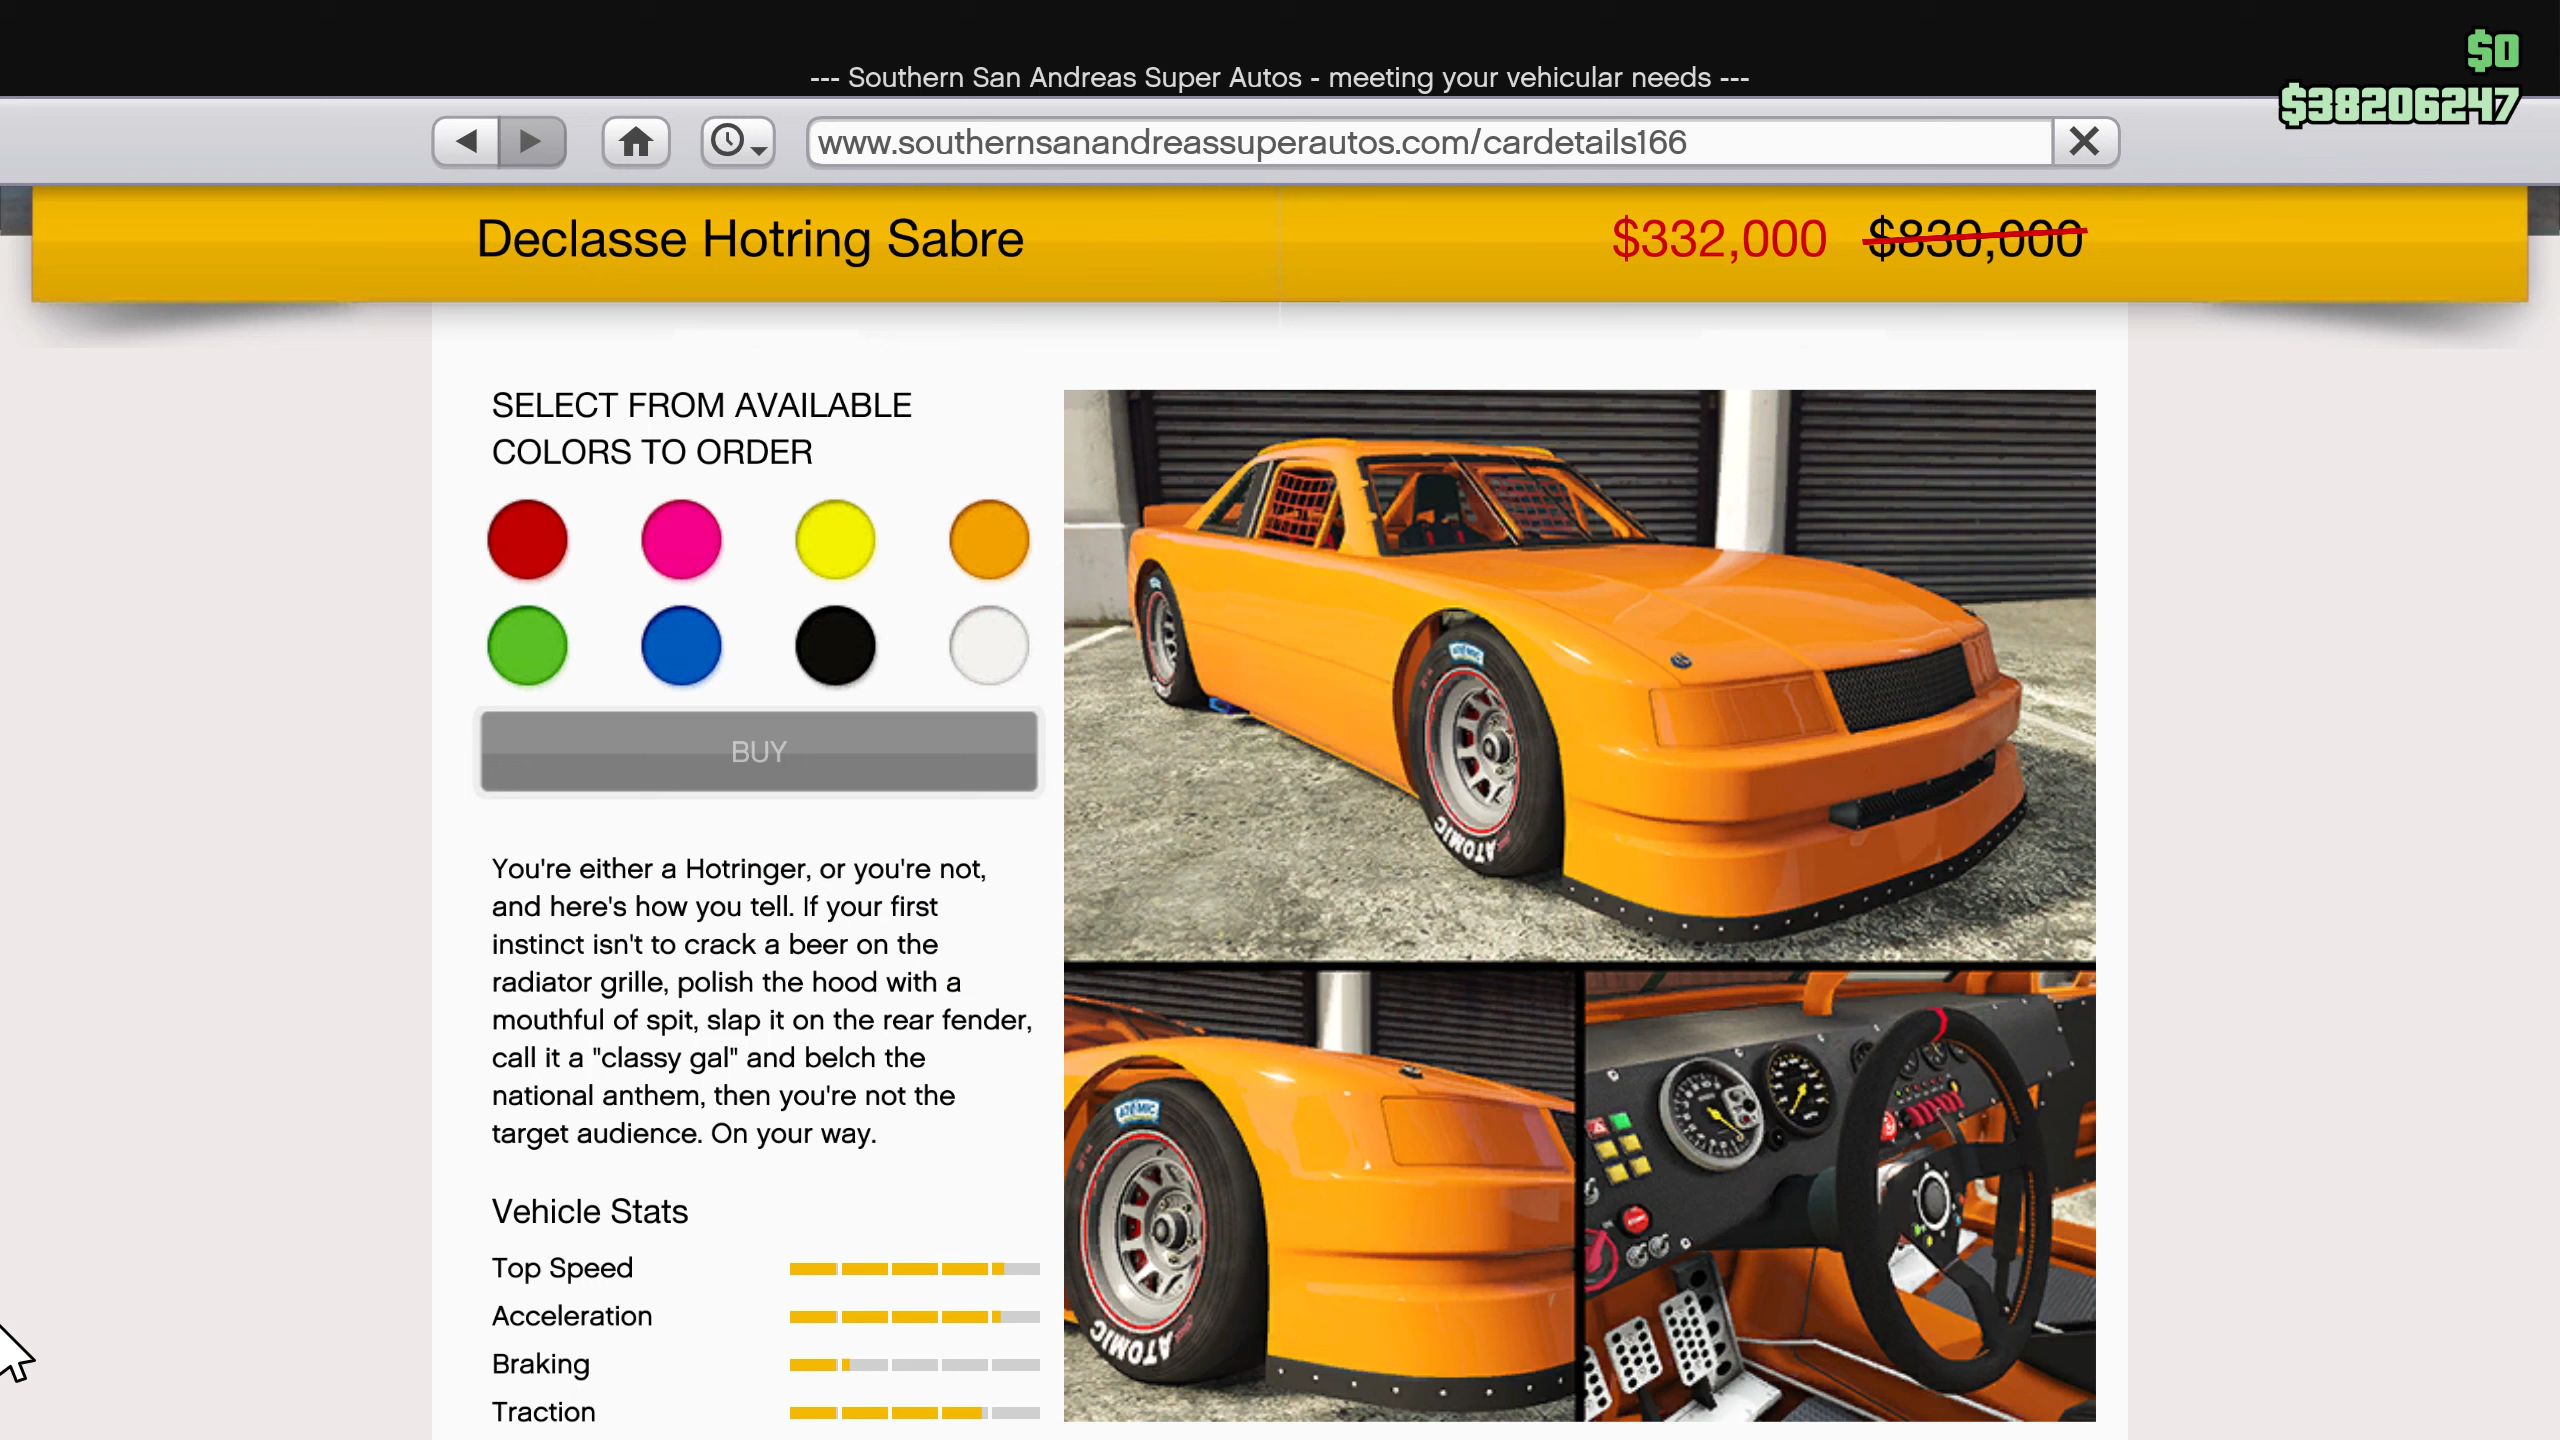 $0
--- Southern San Andreas Super Autos - meeting your vehicular needs ---
$38206247
www.southernsanandreassuperautos.com/cardetails166
Declasse Hotring Sabre
$332,000 $830,000
SELECT FROM AVAILABLE
COLORS TO ORDER
BUY
You're either a Hotringer, or you're not,
and here's how you tell. If your first
instinct isn't to crack a beer on the
radiator grille, polish the hood with a
mouthful of spit, slap it on the rear fender,
call it a "classy gal" and belch the
national anthem, then you're not the
target audience. On your way.
Vehicle Stats
Top Speed
Acceleration
Braking
Traction
ATOMIC
ATOMIC
ATOMIC
ATOMIC